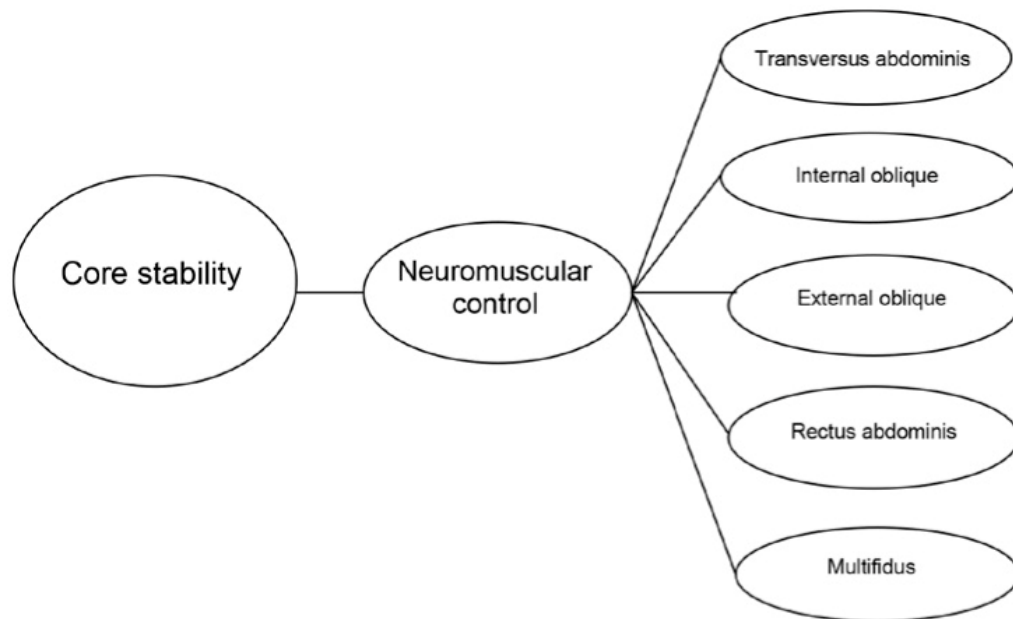 Core stability
Neuromuscular
control
Transversus abdominis
Internal oblique
External oblique
Rectus abdominis
Multifidus